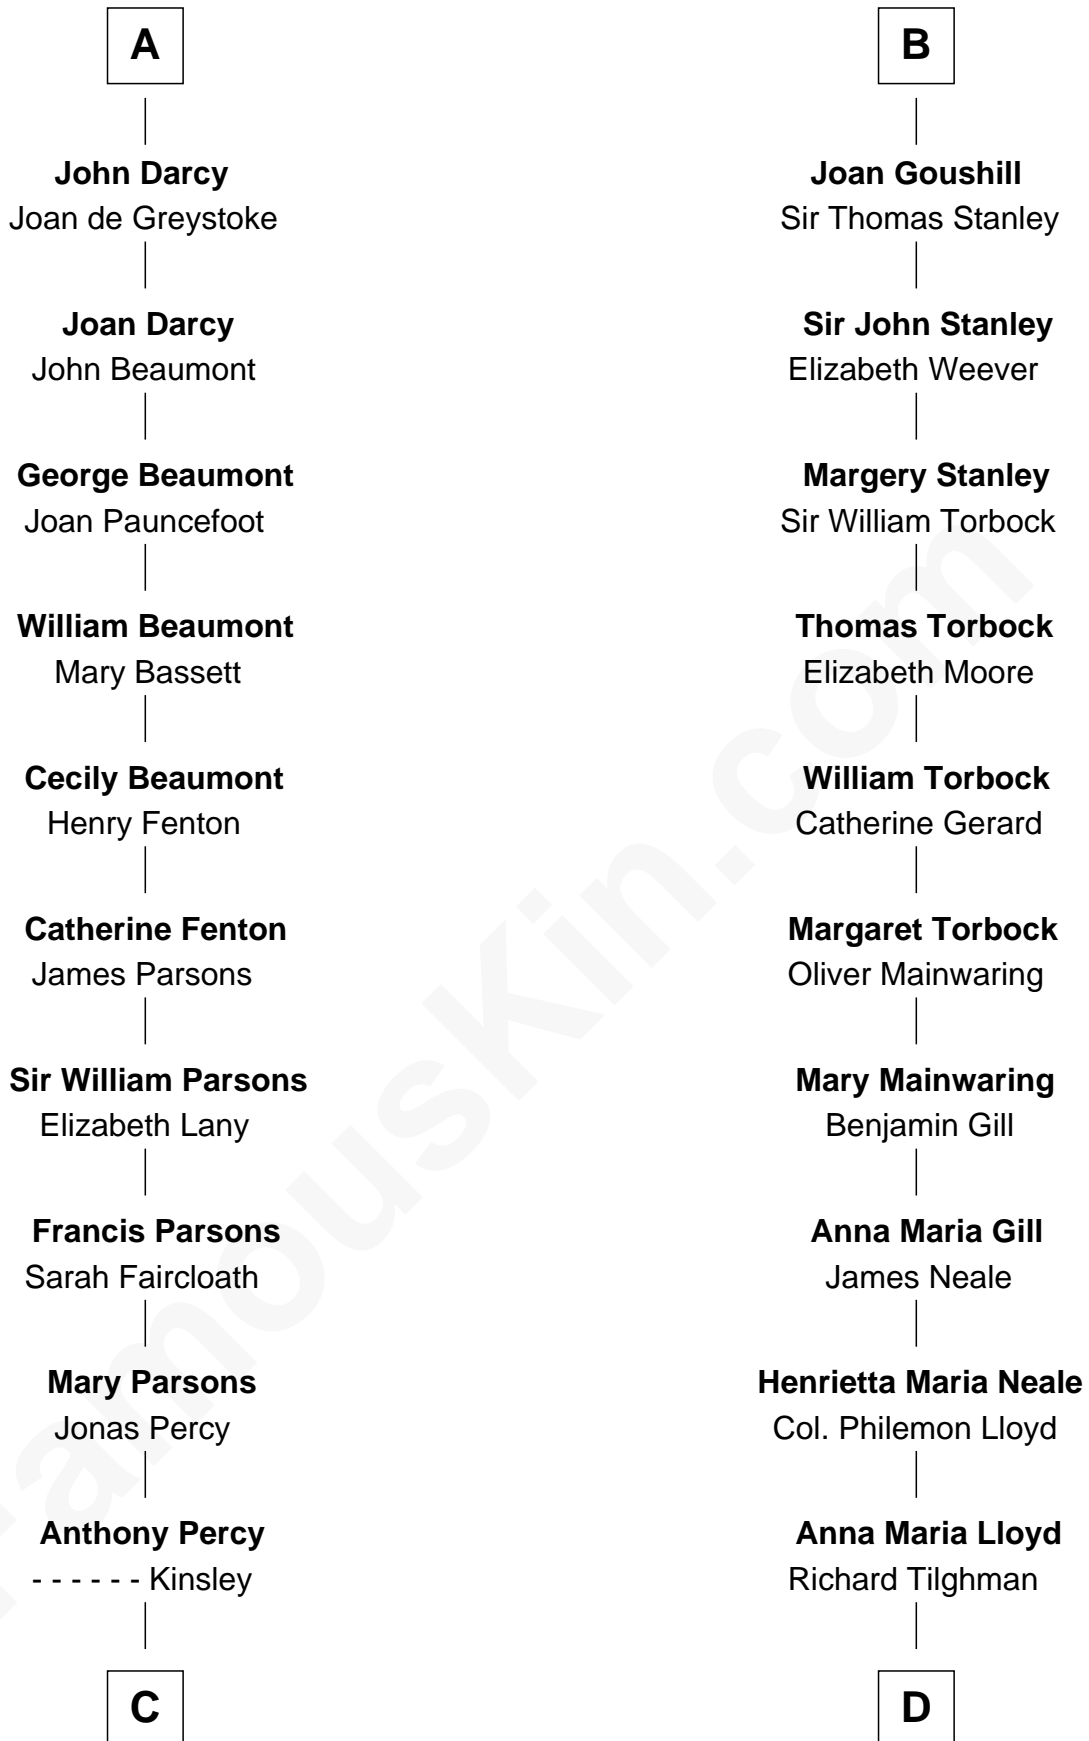 A
John Darcy
Joan de Greystoke
Joan Darcy
John Beaumont
George Beaumont
Joan Pauncefoot
William Beaumont
Mary Bassett
Cecily Beaumont
Henry Fenton
Catherine Fenton
James Parsons
Sir William Parsons
Elizabeth Lany
Francis Parsons
Sarah Faircloath
Mary Parsons
Jonas Percy
Anthony Percy
- - - - - - Kinsley
C
B
Joan Goushill
Sir Thomas Stanley
Sir John Stanley
Elizabeth Weever
Margery Stanley
Sir William Torbock
Thomas Torbock
Elizabeth Moore
William Torbock
Catherine Gerard
Margaret Torbock
Oliver Mainwaring
Mary Mainwaring
Benjamin Gill
Anna Maria Gill
James Neale
Henrietta Maria Neale
Col. Philemon Lloyd
Anna Maria Lloyd
Richard Tilghman
D
FamousKin.com